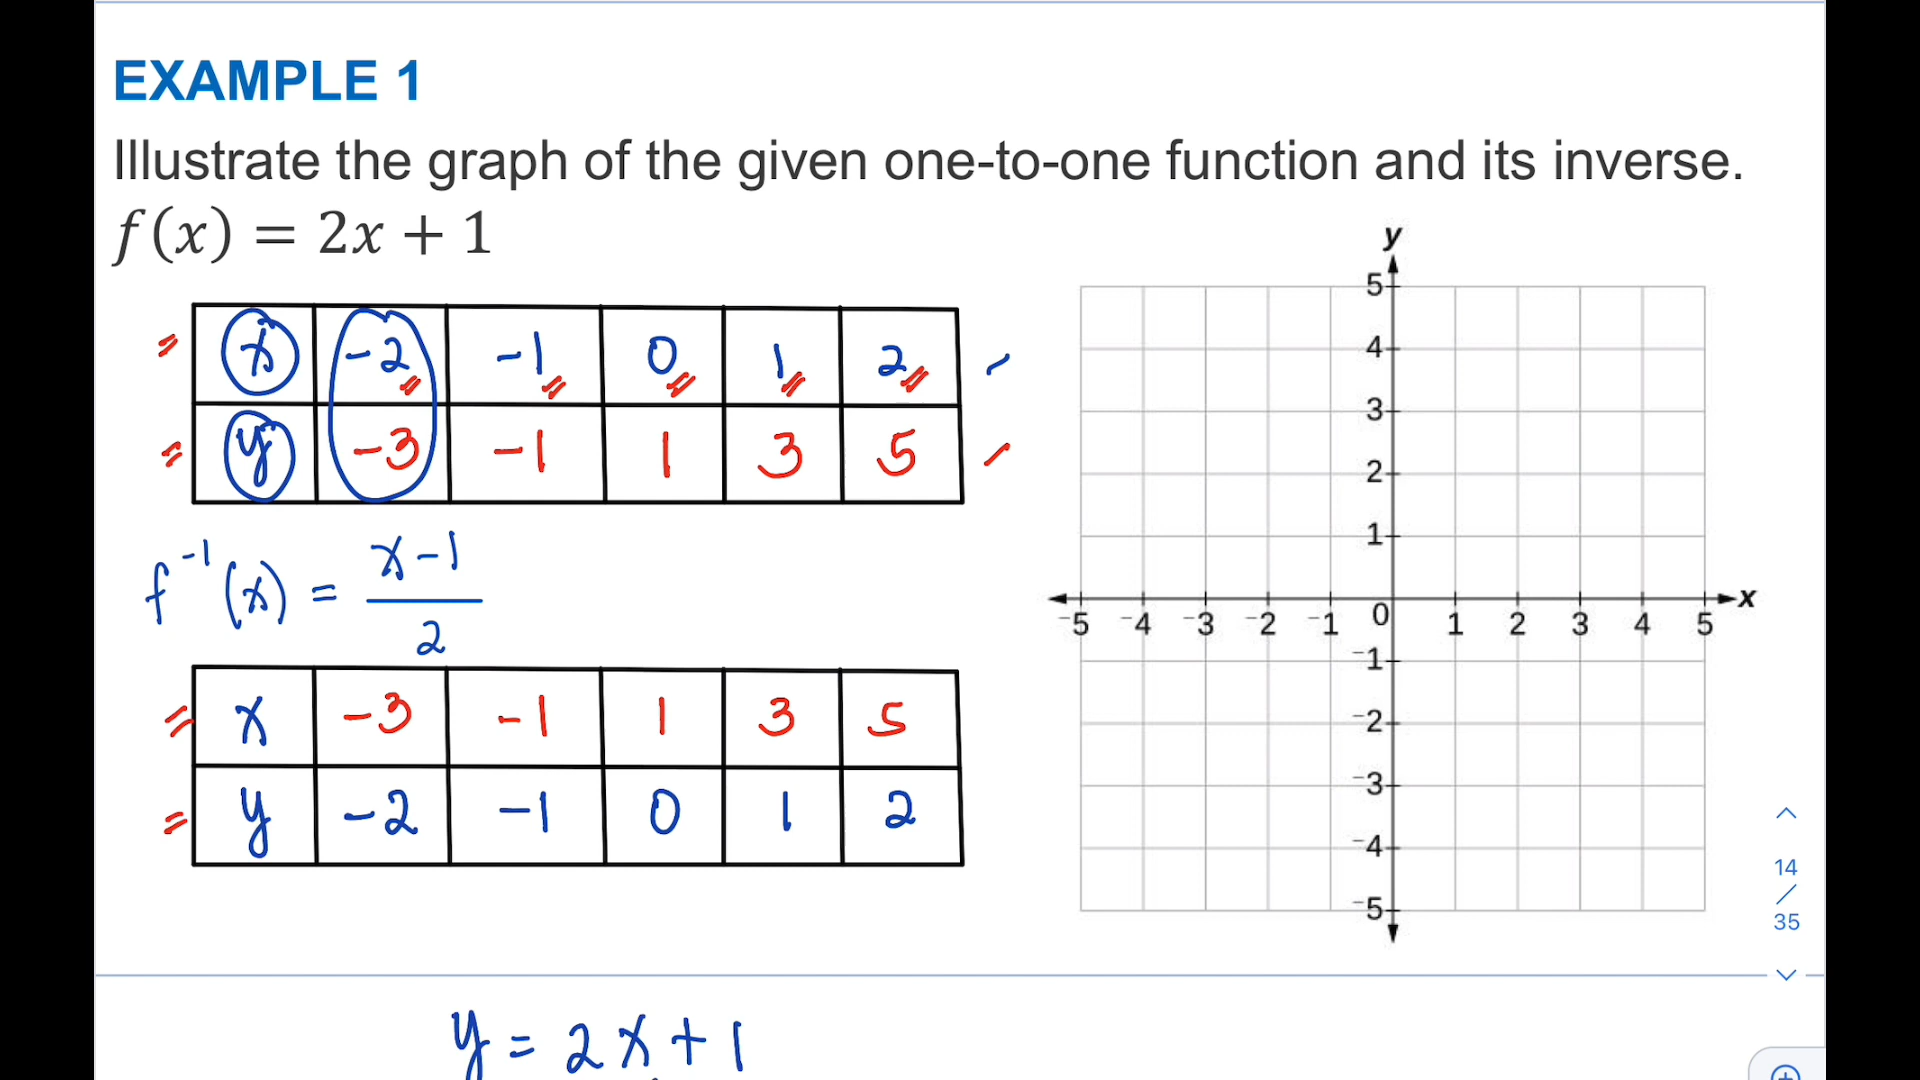 EXAMPLE 1
Illustrate the graph of the given one-to-one function and its inverse.
f(x) = 2x + 1
x -2 -1 0 1 2
y -3 -1 1 3 5
f⁻¹(x) = x-1
2
x -3 -1 1 3 5
y -2 -1 0 1 2
y = 2x+1
y
5
4
3
2
1
-5 -4 -3 -2 -1 0 1 2 3 4 5 x
-1
-2
-3
-4
-5
14
/
35